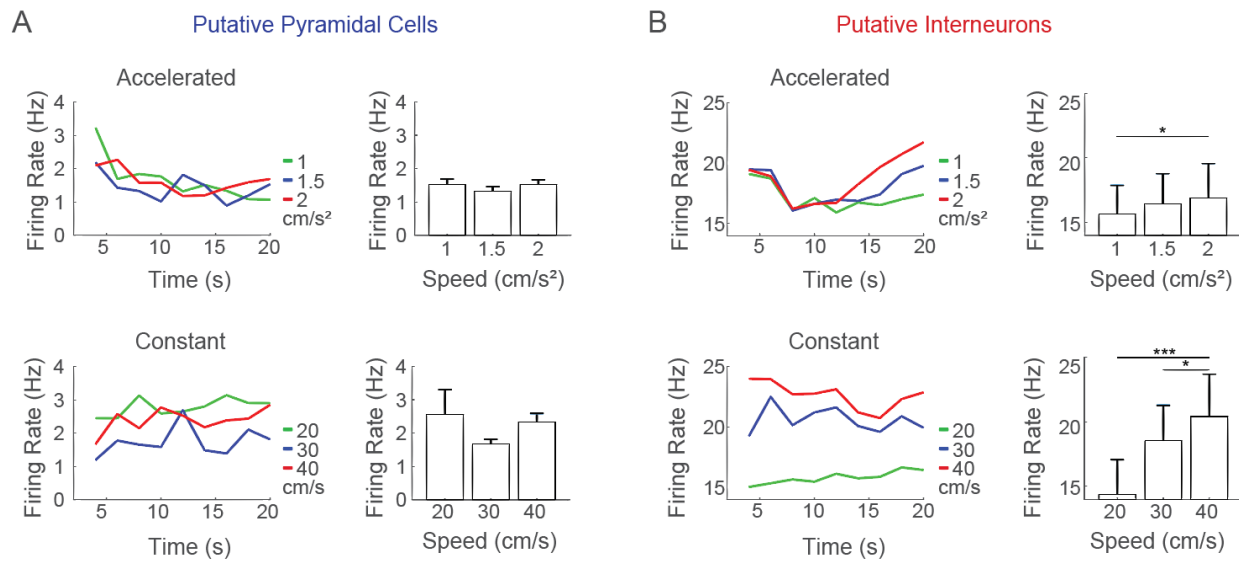 A
Putative Pyramidal Cells
B
Putative Interneurons
Accelerated
Firing Rate (Hz)
4
3
2
1
0
5 10 15 20
Time (s)
1
1.5
2
cm/s²
Firing Rate (Hz)
4
3
2
1
0
1 1.5 2
Speed (cm/s²)
Accelerated
Firing Rate (Hz)
25
20
15
5 10 15 20
Time (s)
1
1.5
2
cm/s²
Firing Rate (Hz)
25
20
15
*
1 1.5 2
Speed (cm/s²)
Constant
Firing Rate (Hz)
4
3
2
1
0
5 10 15 20
Time (s)
20
30
40
cm/s
Firing Rate (Hz)
4
3
2
1
0
20 30 40
Speed (cm/s)
Constant
Firing Rate (Hz)
25
20
15
5 10 15 20
Time (s)
20
30
40
cm/s
Firing Rate (Hz)
25
20
15
***
*
20 30 40
Speed (cm/s)